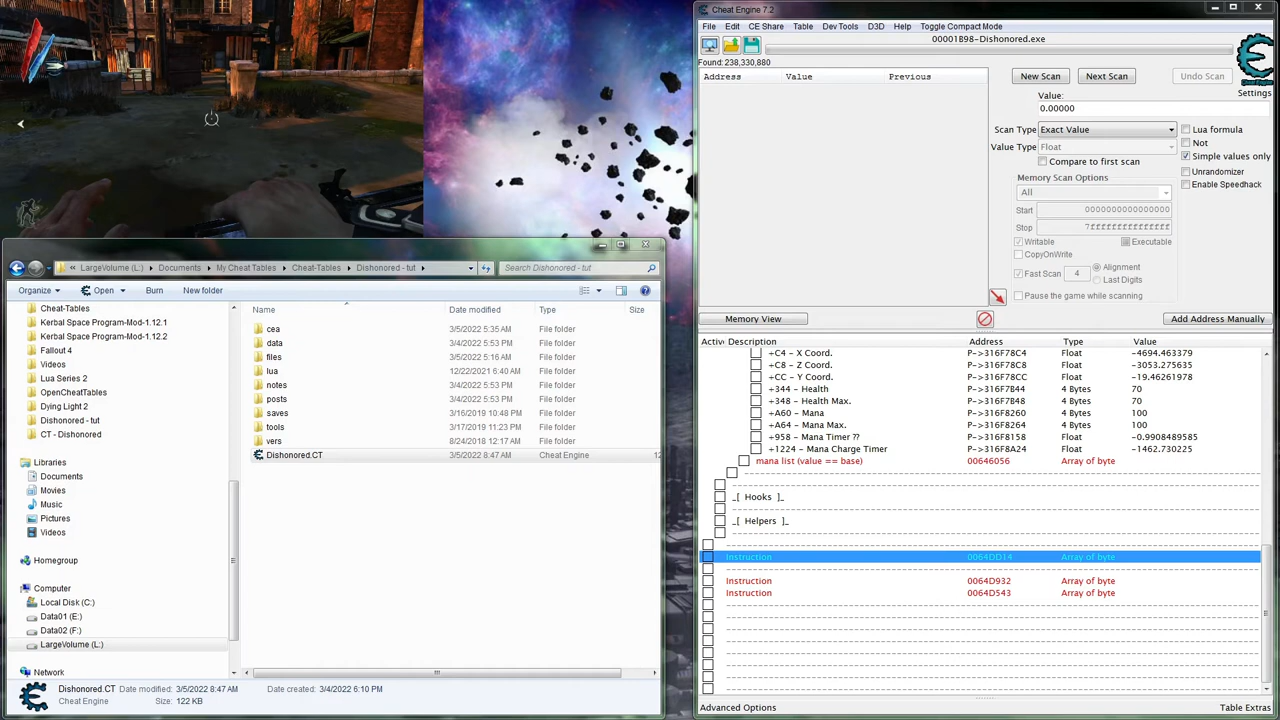 Cheat Engine 7.2
File Edit CE Share Table Dev Tools D3D Help Toggle Compact Mode
00001B98-Dishonored.exe
Found: 238,330,880
Address Value Previous
New Scan Next Scan Undo Scan
Settings
Value:
0.00000
Scan Type Exact Value
Lua formula
Not
Value Type Float
Simple values only
Compare to first scan
Unrandomizer
Enable Speedhack
Memory Scan Options
All
Start 0000000000000000
Stop 7fffffffffffffff
Writable Executable
CopyOnWrite
Fast Scan 4 Alignment
Last Digits
Pause the game while scanning
Memory View Add Address Manually
Active Description Address Type Value
+C4 - X Coord. P->316F78C4 Float -4694.463379
+C8 - Z Coord. P->316F78C8 Float -3053.275635
+CC - Y Coord. P->316F78CC Float -19.46261978
+344 - Health P->316F7B44 4 Bytes 70
+348 - Health Max. P->316F7B48 4 Bytes 70
+A60 - Mana P->316F8260 4 Bytes 100
+A64 - Mana Max. P->316F8264 4 Bytes 100
+958 - Mana Timer ?? P->316F8158 Float -0.9908489585
+1224 - Mana Charge Timer P->316F8A24 Float -1462.730225
mana list (value == base) 00646056 Array of byte
_[ Hooks ]_
_[ Helpers ]_
Instruction 0064DD14 Array of byte
Instruction 0064D932 Array of byte
Instruction 0064D543 Array of byte
Advanced Options Table Extras
LargeVolume (L:) Documents My Cheat Tables Cheat-Tables Dishonored - tut
Search Dishonored - tut
Organize Open Burn New folder
Cheat-Tables
Kerbal Space Program-Mod-1.12.1
Kerbal Space Program-Mod-1.12.2
Fallout 4
Videos
Lua Series 2
OpenCheatTables
Dying Light 2
Dishonored - tut
CT - Dishonored
Libraries
Documents
Movies
Music
Pictures
Videos
Homegroup
Computer
Local Disk (C:)
Data01 (E:)
Data02 (F:)
LargeVolume (L:)
Network
Name Date modified Type Size
cea 3/5/2022 5:35 AM File folder
data 3/4/2022 5:53 PM File folder
files 3/5/2022 5:16 AM File folder
lua 12/22/2021 6:40 AM File folder
notes 3/4/2022 5:53 PM File folder
posts 3/4/2022 5:53 PM File folder
saves 3/16/2019 10:48 PM File folder
tools 3/17/2019 11:23 PM File folder
vers 8/24/2018 12:17 AM File folder
Dishonored.CT 3/5/2022 8:47 AM Cheat Engine 12
Dishonored.CT Date modified: 3/5/2022 8:47 AM Date created: 3/4/2022 6:10 PM
Cheat Engine Size: 122 KB